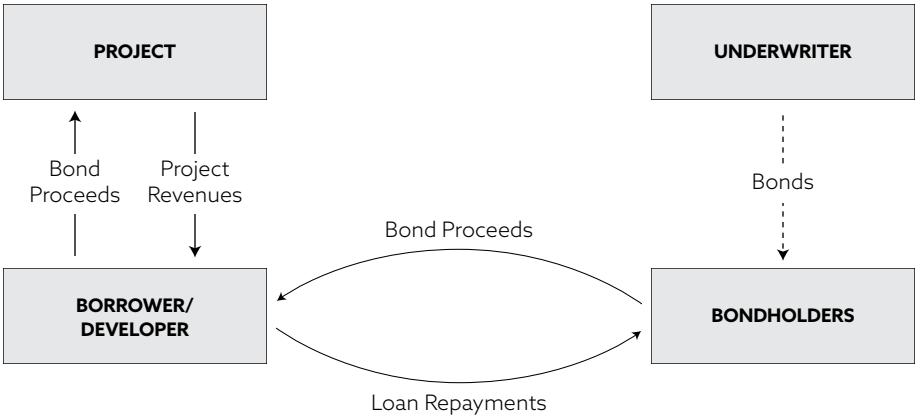 PROJECT
UNDERWRITER
Bond
Proceeds
Project
Revenues
Bonds
Bond Proceeds
BORROWER/
DEVELOPER
BONDHOLDERS
Loan Repayments